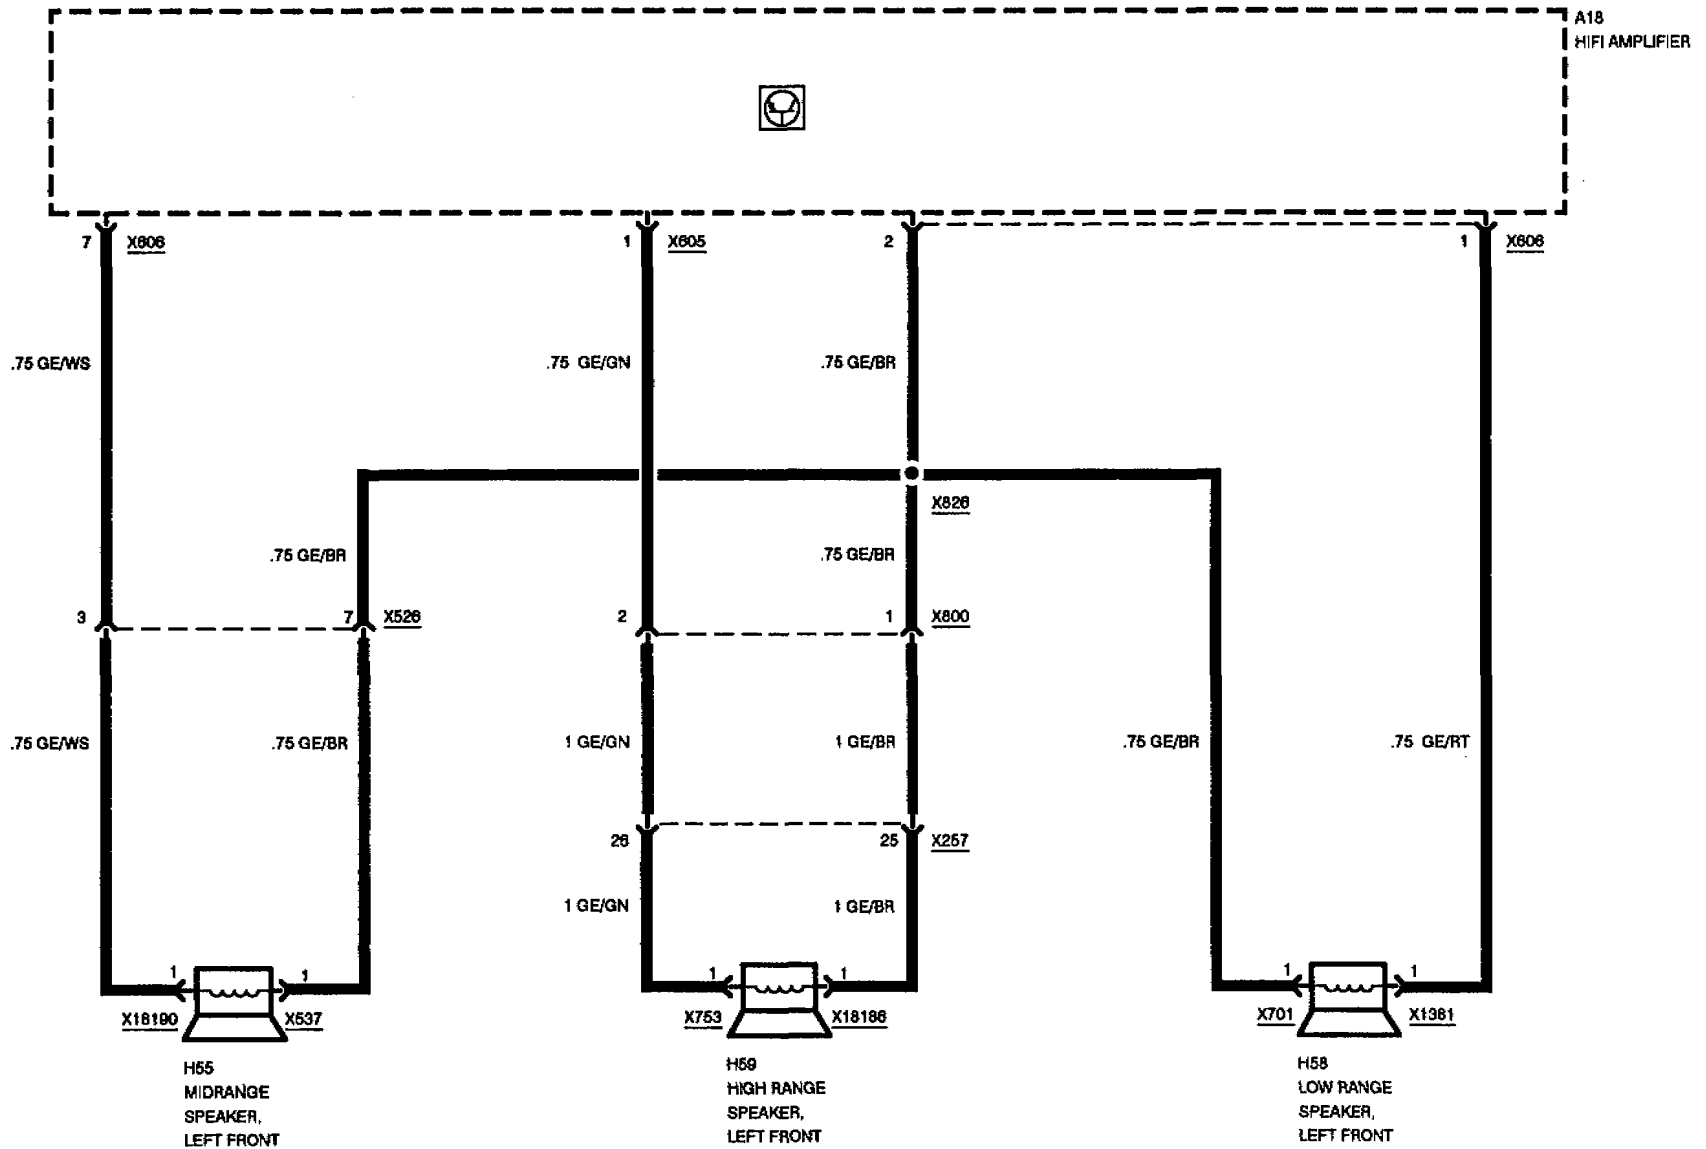 A18
HIFI AMPLIFIER
7 X606 1 X605 2 1 X606
.75 GE/WS .75 GE/GN .75 GE/BR
X826
.75 GE/BR .75 GE/BR
3 7 X526 2 1 X800
.75 GE/WS .75 GE/BR 1 GE/GN 1 GE/BR .75 GE/BR .75 GE/RT
26 25 X257
1 GE/GN 1 GE/BR
1 1 1 1 1 1
X18190 X537 X753 X18186 X701 X1361
H55
MIDRANGE
SPEAKER,
LEFT FRONT
H59
HIGH RANGE
SPEAKER,
LEFT FRONT
H58
LOW RANGE
SPEAKER,
LEFT FRONT